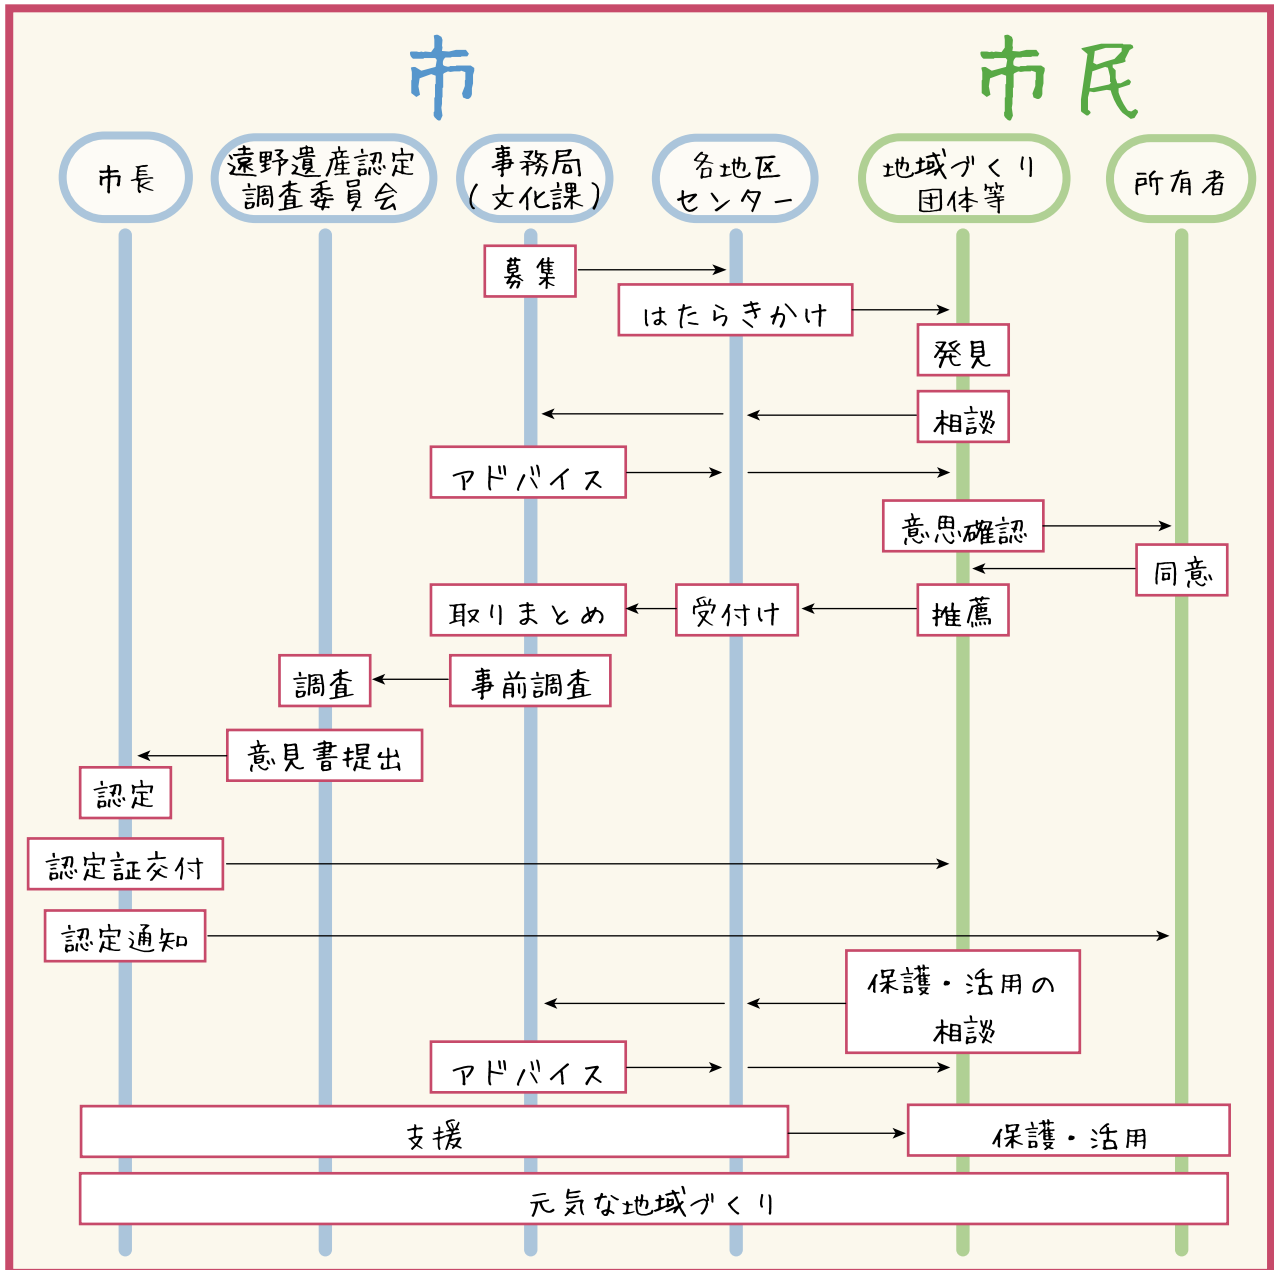 市
市民
市長
遠野遺産認定
調査委員会
事務局
(文化課)
各地区
センター
地域づくり
団体等
所有者
募集
はたらきかけ
発見
相談
アドバイス
意思確認
同意
取りまとめ
受付け
推薦
調査
事前調査
意見書提出
認定
認定証交付
認定通知
保護・活用の
相談
アドバイス
支援
保護・活用
元気な地域づくり